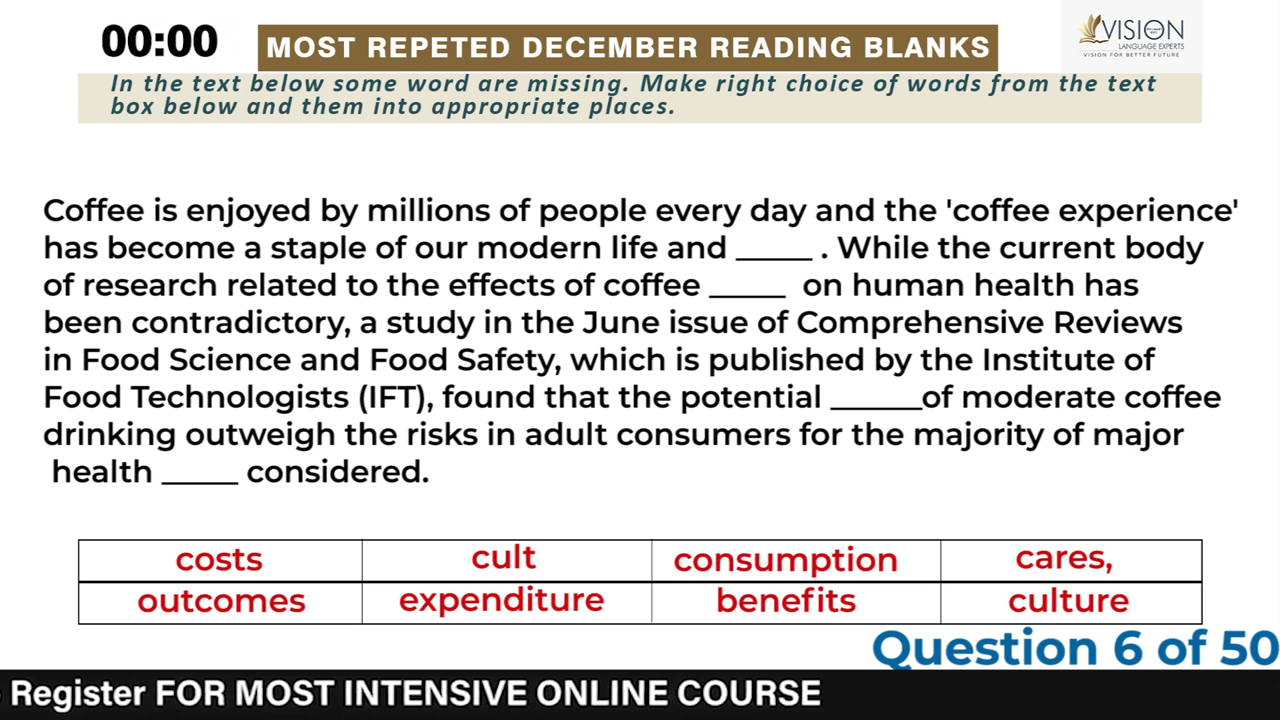 00:00
MOST REPETED DECEMBER READING BLANKS
VISION
LANGUAGE EXPERTS
VISION FOR BETTER FUTURE
In the text below some word are missing. Make right choice of words from the text
box below and them into appropriate places.
Coffee is enjoyed by millions of people every day and the 'coffee experience'
has become a staple of our modern life and _____ . While the current body
of research related to the effects of coffee _____ on human health has
been contradictory, a study in the June issue of Comprehensive Reviews
in Food Science and Food Safety, which is published by the Institute of
Food Technologists (IFT), found that the potential ______of moderate coffee
drinking outweigh the risks in adult consumers for the majority of major
health _____ considered.
costs cult consumption cares,
outcomes expenditure benefits culture
Question 6 of 50
Register FOR MOST INTENSIVE ONLINE COURSE